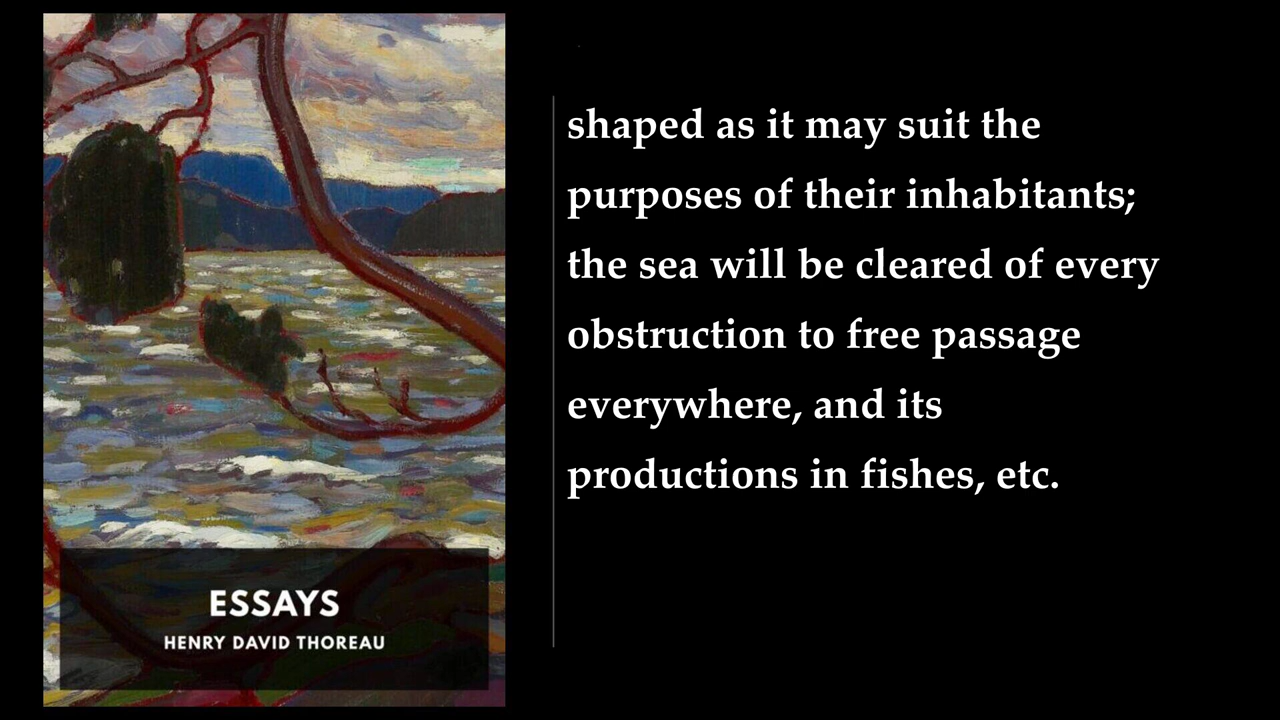 shaped as it may suit the
purposes of their inhabitants;
the sea will be cleared of every
obstruction to free passage
everywhere, and its
productions in fishes, etc.
ESSAYS
HENRY DAVID THOREAU